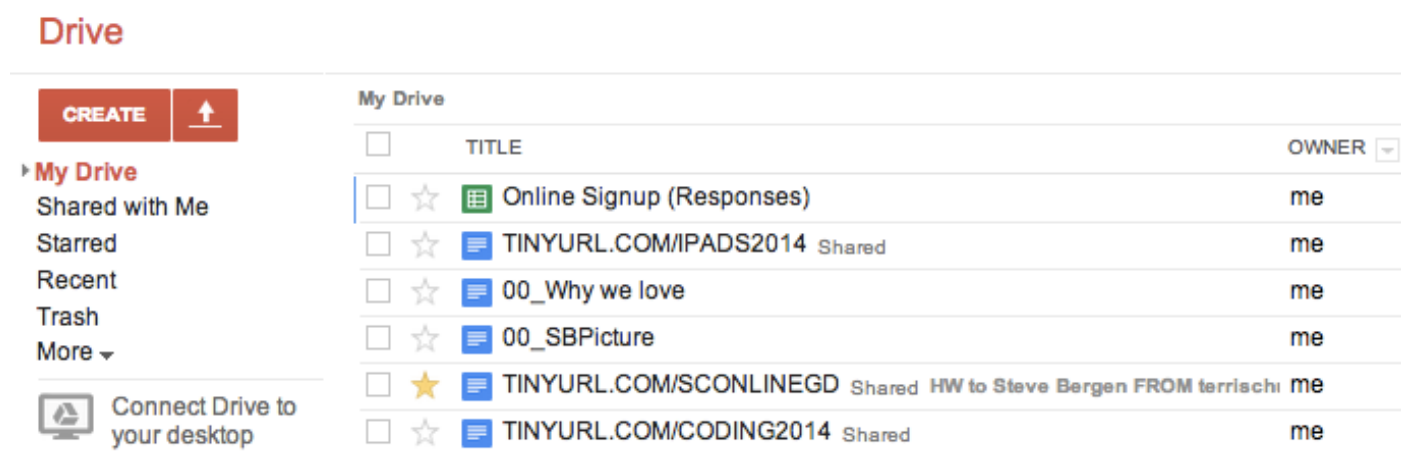 Drive
CREATE
My Drive
Shared with Me
Starred
Recent
Trash
More
Connect Drive to
your desktop
My Drive
TITLE OWNER
Online Signup (Responses) me
TINYURL.COM/IPADS2014 Shared me
00_Why we love me
00_SBPicture me
TINYURL.COM/SCONLINEGD Shared HW to Steve Bergen FROM me
TINYURL.COM/CODING2014 Shared me